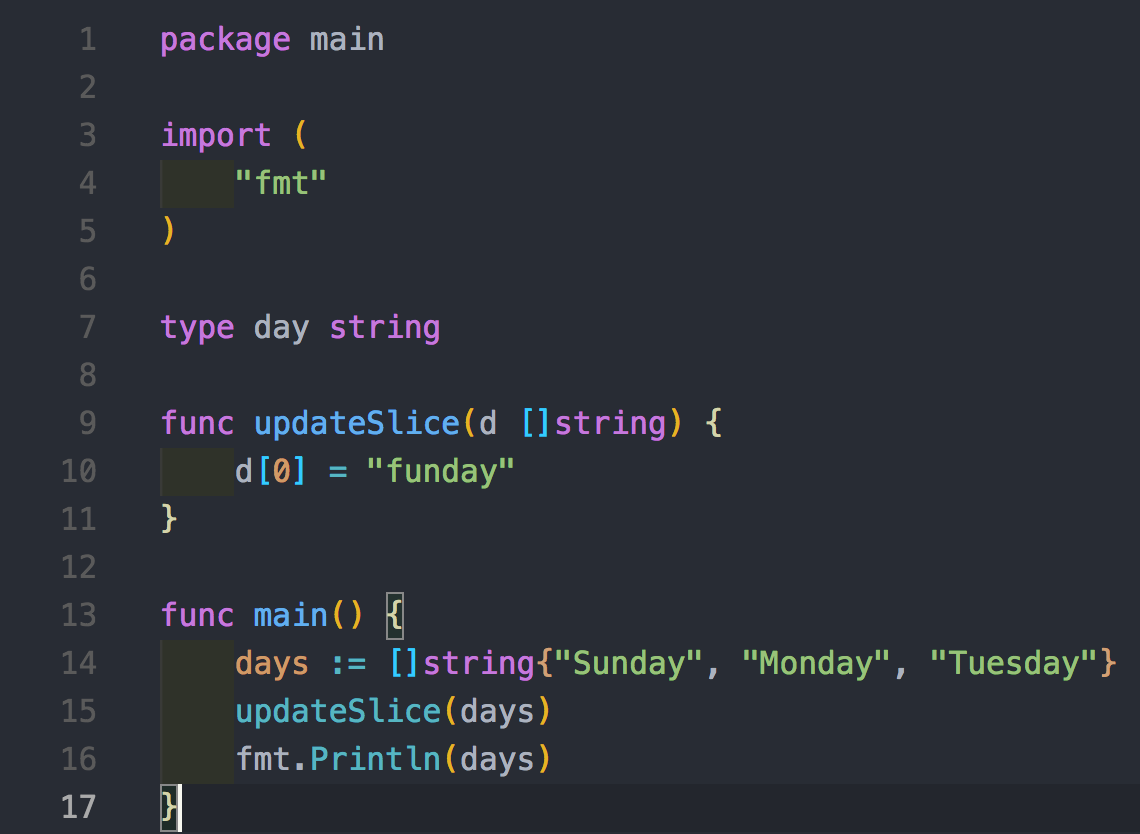 1 package main
2
3 import (
4     "fmt"
5 )
6
7 type day string
8
9 func updateSlice(d []string) {
10     d[0] = "funday"
11 }
12
13 func main() {
14     days := []string{"Sunday", "Monday", "Tuesday"}
15     updateSlice(days)
16     fmt.Println(days)
17 }